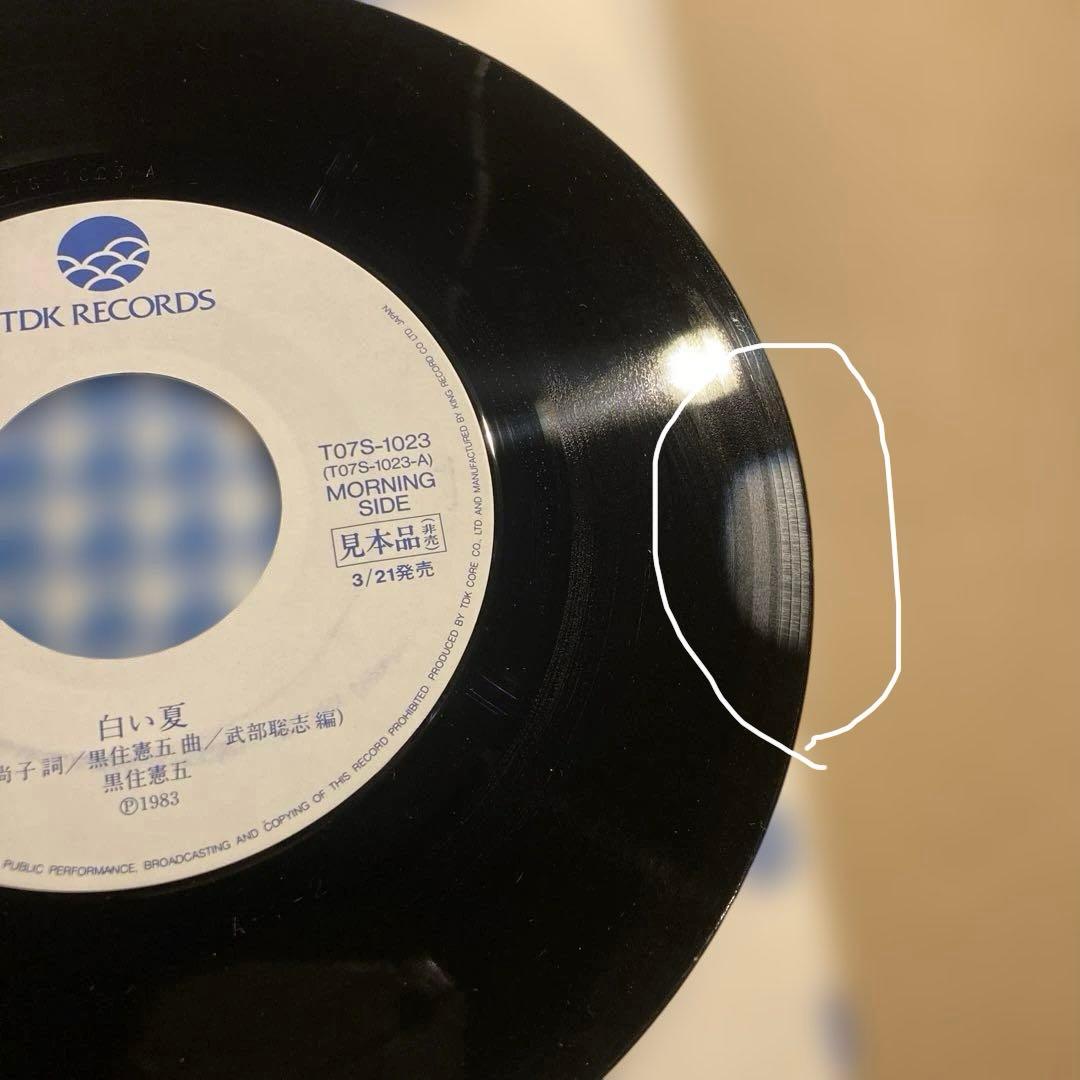 TDK RECORDS
T07S-1023
(T07S-1023-A)
MORNING
SIDE
見本品(非売)
3/21発売
白い夏
尚子 詞/黒住憲五 曲/武部聡志 編)
黒住憲五
Ⓟ1983
PUBLIC PERFORMANCE, BROADCASTING AND COPYING OF THIS RECORD PROHIBITED. PRODUCED BY TDK CORE CO., LTD. AND MANUFACTURED BY KING RECORD CO. LTD. JAPAN